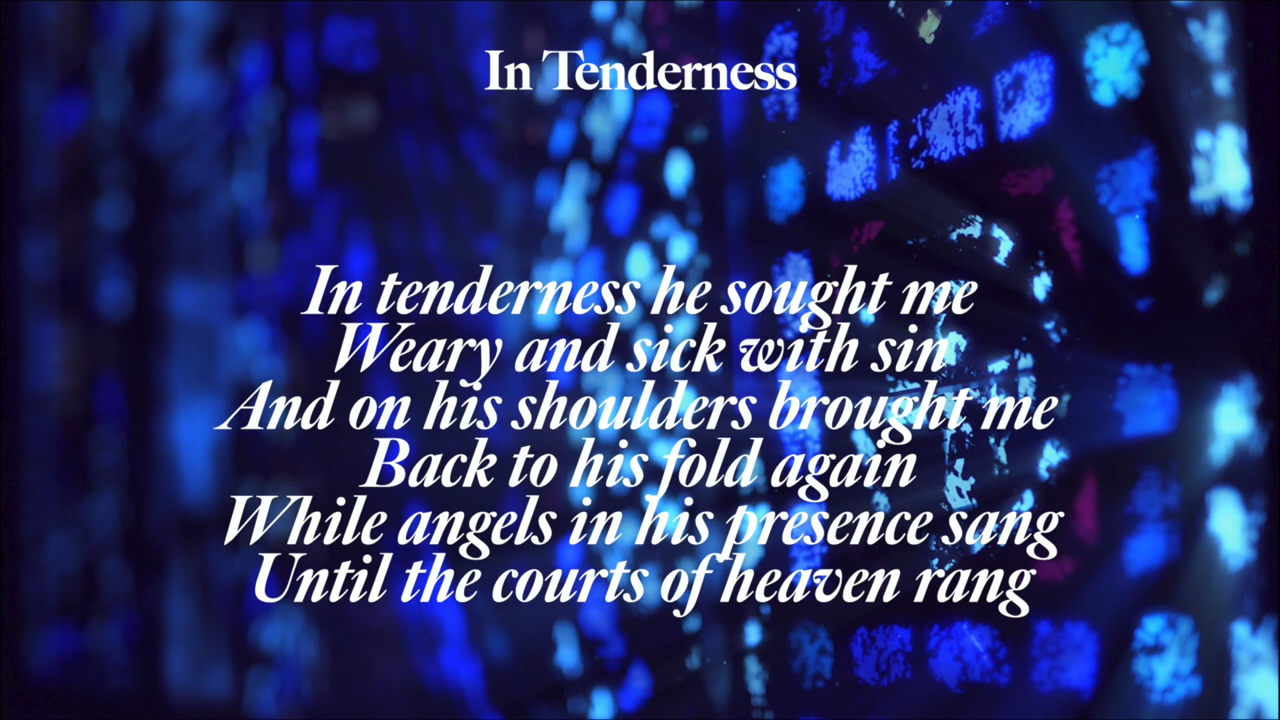 In Tenderness
In tenderness he sought me
Weary and sick with sin
And on his shoulders brought me
Back to his fold again
While angels in his presence sang
Until the courts of heaven rang